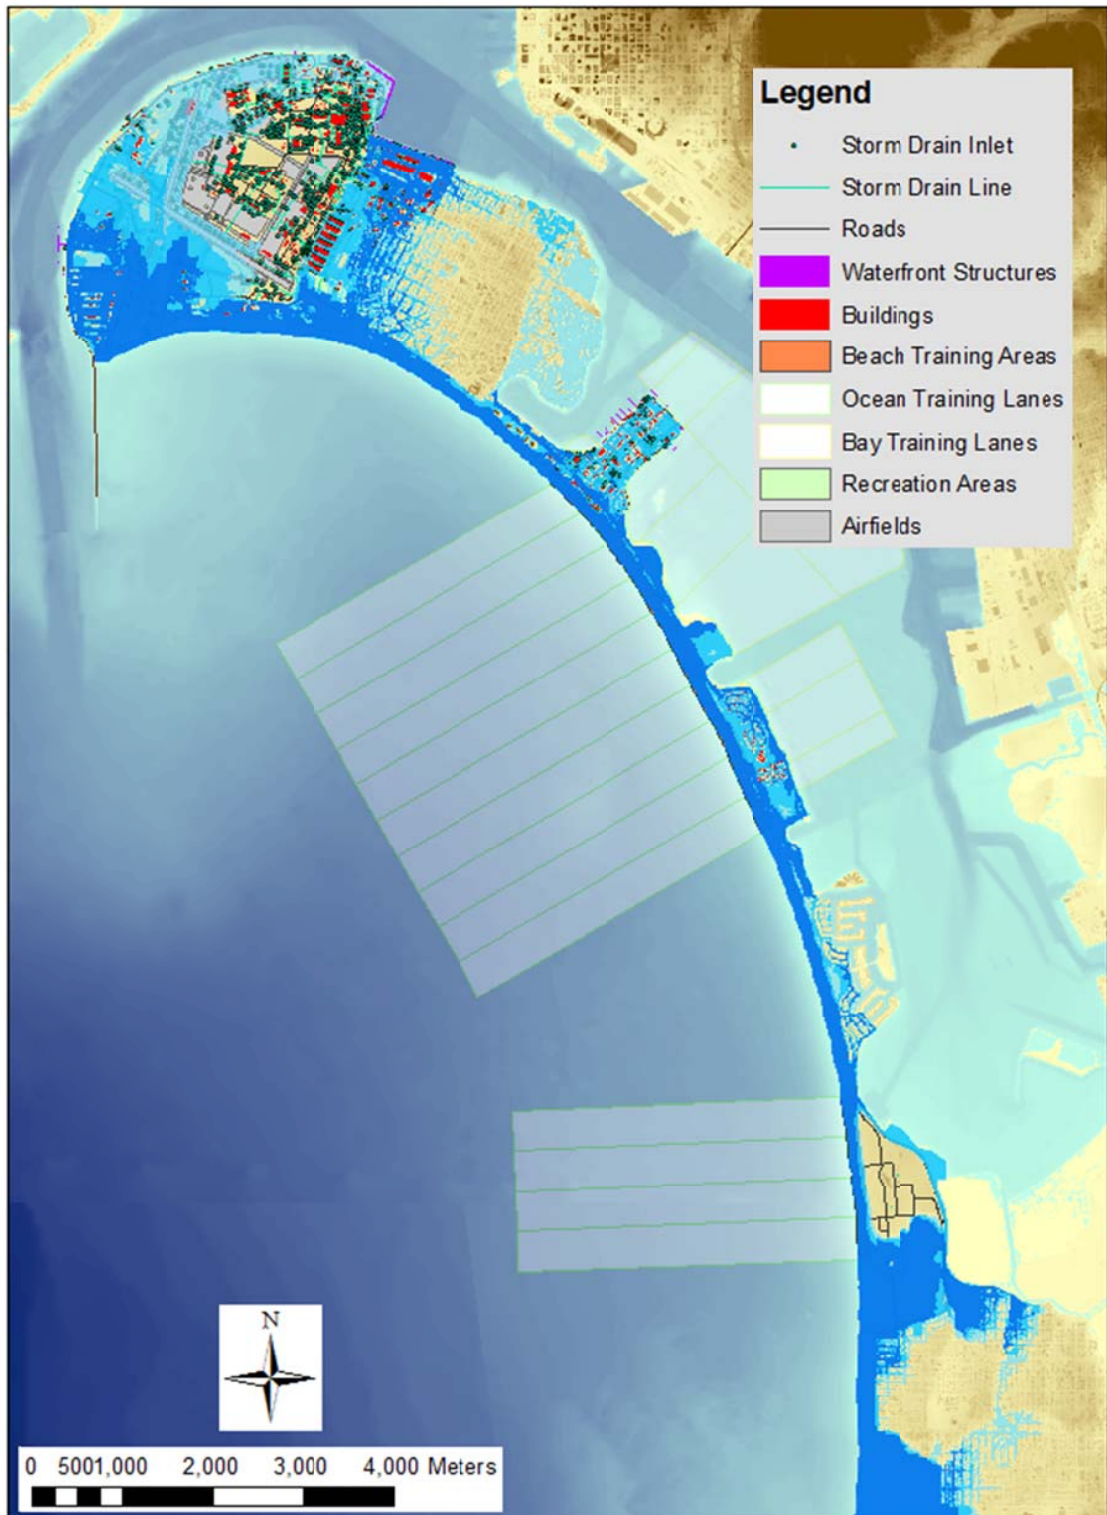 Legend
Storm Drain Inlet
Storm Drain Line
Roads
Waterfront Structures
Buildings
Beach Training Areas
Ocean Training Lanes
Bay Training Lanes
Recreation Areas
Airfields
N
0 5001,000 2,000 3,000 4,000 Meters